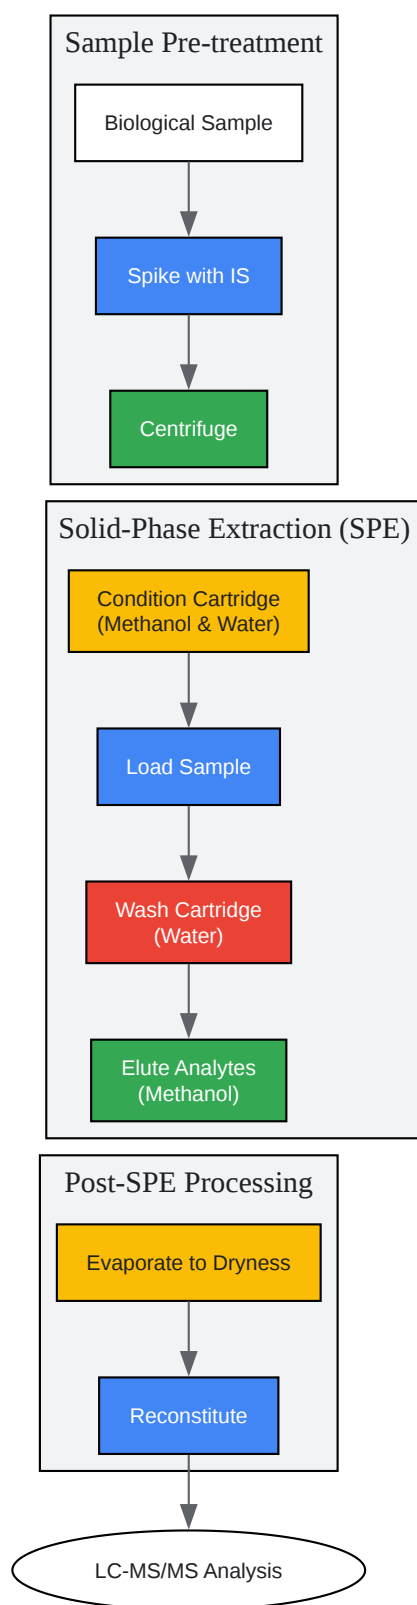 Sample Pre-treatment
Biological Sample
Spike with IS
Centrifuge
Solid-Phase Extraction (SPE)
Condition Cartridge
(Methanol & Water)
Load Sample
Wash Cartridge
(Water)
Elute Analytes
(Methanol)
Post-SPE Processing
Evaporate to Dryness
Reconstitute
LC-MS/MS Analysis